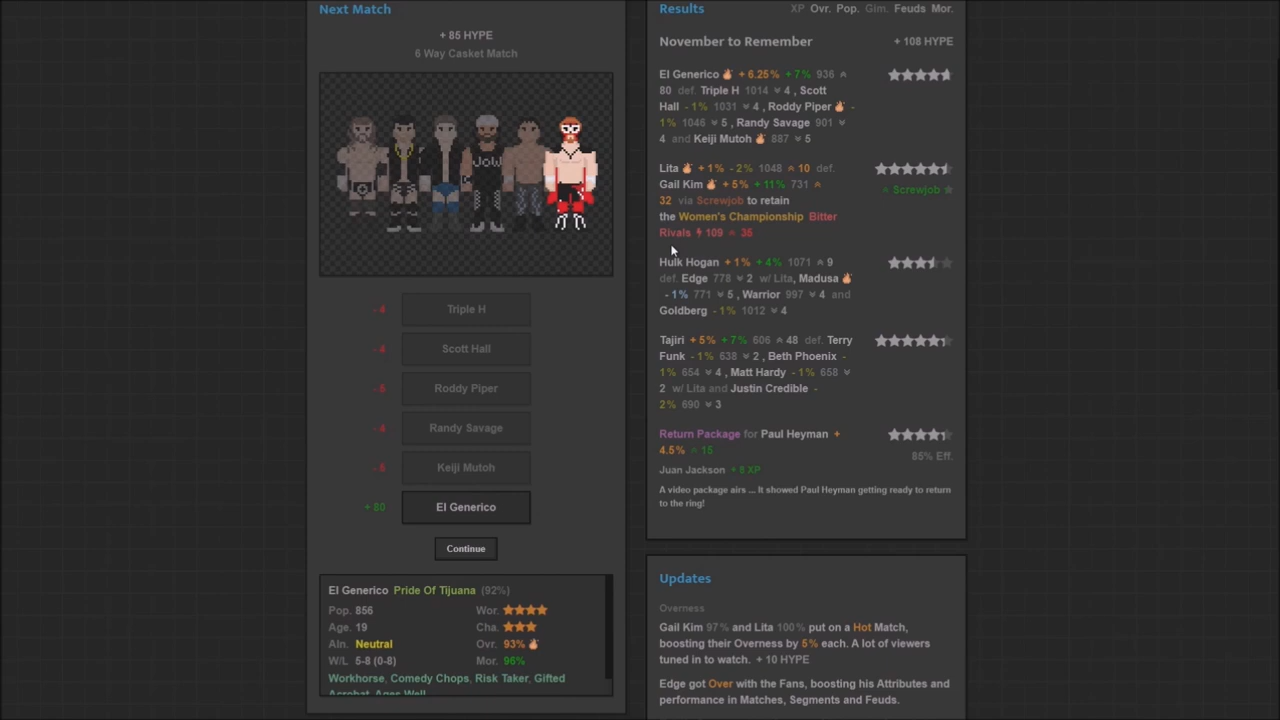 Next Match
+ 85 HYPE
6 Way Casket Match
JoW
- 4 Triple H
- 4 Scott Hall
Roddy Piper
- 4 Randy Savage
Keiji Mutoh
+ 80 El Generico
Continue
El Generico Pride Of Tijuana (92%)
Pop. 856 Wor.
Age. 19 Cha.
Aln. Neutral Ovr. 93%
W/L 5-8 (0-8) Mor. 96%
Workhorse, Comedy Chops, Risk Taker, Gifted
Acrobat, Ages Well
Results XP Ovr. Pop. Gim. Feuds Mor.
November to Remember + 108 HYPE
El Generico + 6.25% + 7% 936
80 def. Triple H 1014 4 , Scott
Hall - 1% 1031 4 , Roddy Piper -
1% 1046 5 , Randy Savage 901
4 and Keiji Mutoh 887 5
Lita + 1% - 2% 1048 10 def.
Gail Kim + 5% + 11% 731
32 via Screwjob to retain
the Women's Championship Bitter
Rivals 109 35
Screwjob
Hulk Hogan + 1% + 4% 1071 9
def. Edge 778 2 w/ Lita, Madusa
- 1% 771 5 , Warrior 997 4 and
Goldberg - 1% 1012 4
Tajiri + 5% + 7% 606 48 def. Terry
Funk - 1% 638 2 , Beth Phoenix -
1% 654 4 , Matt Hardy - 1% 658
2 w/ Lita and Justin Credible -
2% 690 3
Return Package for Paul Heyman +
4.5% 15
85% Eff.
Juan Jackson + 8 XP
A video package airs ... It showed Paul Heyman getting ready to return
to the ring!
Updates
Overness
Gail Kim 97% and Lita 100% put on a Hot Match,
boosting their Overness by 5% each. A lot of viewers
tuned in to watch. + 10 HYPE
Edge got Over with the Fans, boosting his Attributes and
performance in Matches, Segments and Feuds.